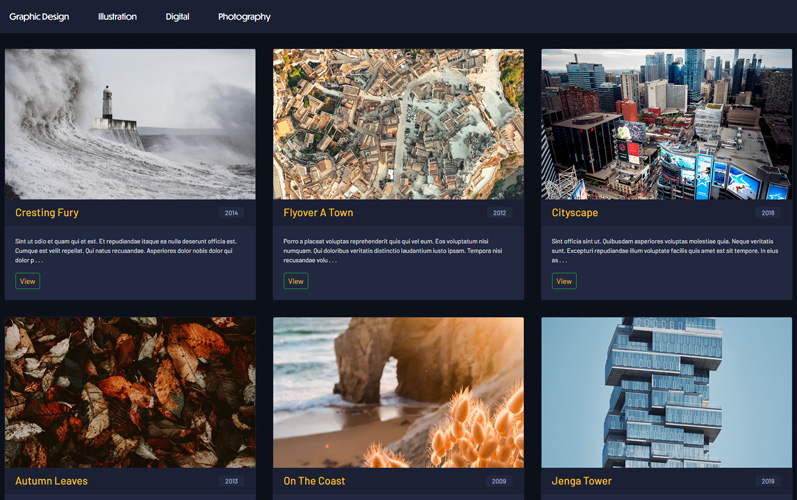 Graphic Design Illustration Digital Photography
Cresting Fury 2014
Sint ut odio et quam qui et est. Et repudiandae itaque ea nulla deserunt officia est.
Cumque est velit repellat. Qui natus recusandae. Asperiores dolor nobis dolor qui
dolor p . . .
View
Flyover A Town 2012
Porro a placeat voluptas reprehenderit quis qui vel eum. Eos voluptatum nisi
numquam. Qui doloribus veritatis distinctio laudantium iusto ipsam. Tempora nisi
recusandae volu . . .
View
Cityscape 2018
Sint officia sint ut. Quibusdam asperiores voluptas molestiae quia. Neque veritatis
sunt. Excepturi repudiandae illum voluptate facilis quis amet est sit tempore. In eius
as . . .
View
Autumn Leaves 2013
On The Coast 2009
Jenga Tower 2019